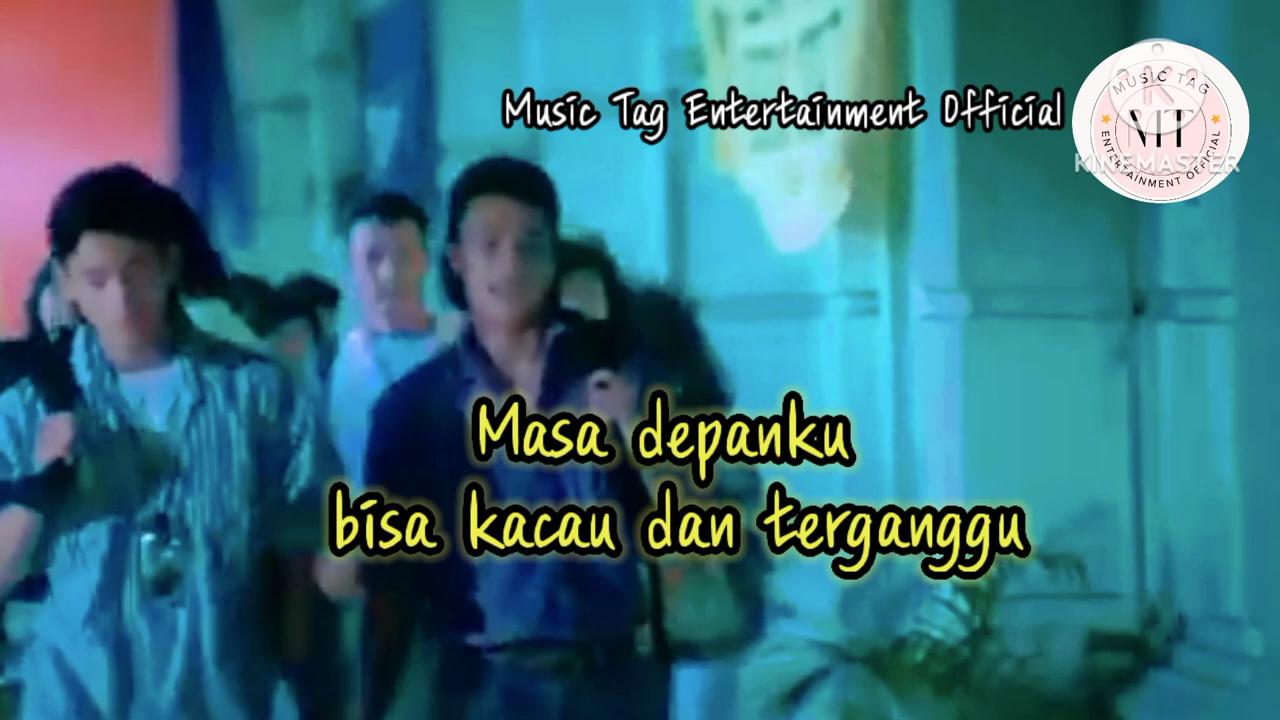 Music Tag Entertainment Official
MUSIC TAG
MT
ENTERTAINMENT OFFICIAL
KINEMASTER
Masa depanku
bisa kacau dan terganggu